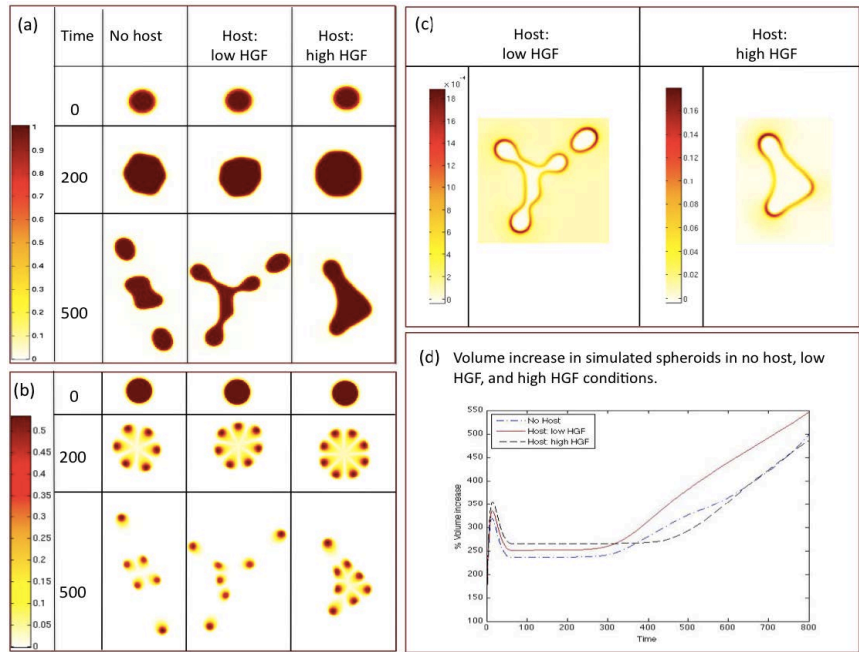 (a)
Time
No host
Host:
low HGF
Host:
high HGF
0
200
500
1
0.9
0.8
0.7
0.6
0.5
0.4
0.3
0.2
0.1
0
(b)
0
200
500
0.5
0.45
0.4
0.35
0.3
0.25
0.2
0.15
0.1
0.05
0
(c)
Host:
low HGF
Host:
high HGF
× 10⁻⁴
18
16
14
12
10
8
6
4
2
0
0.16
0.14
0.12
0.1
0.08
0.06
0.04
0.02
0
(d) Volume increase in simulated spheroids in no host, low
HGF, and high HGF conditions.
550
500
450
400
350
300
250
200
150
100
% Volume increase
No Host
Host: low HGF
Host: high HGF
0 100 200 300 400 500 600 700 800
Time